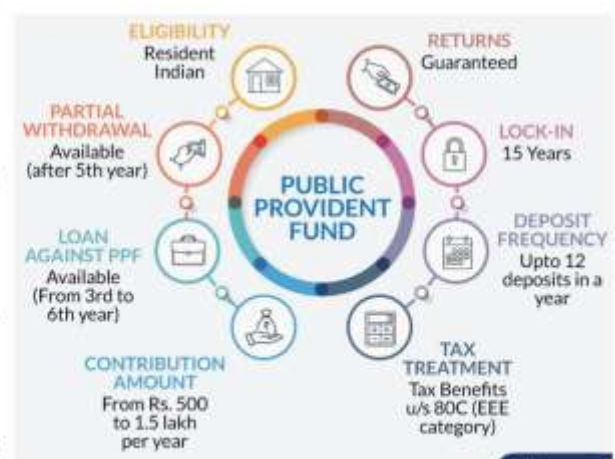 ELIGIBILITY
Resident
Indian
RETURNS
Guaranteed
PARTIAL
WITHDRAWAL
Available
(after 5th year)
LOCK-IN
15 Years
PUBLIC
PROVIDENT
FUND
LOAN
AGAINST PPF
Available
(From 3rd to
6th year)
DEPOSIT
FREQUENCY
Upto 12
deposits in a
year
CONTRIBUTION
AMOUNT
From Rs. 500
to 1.5 lakh
per year
TAX
TREATMENT
Tax Benefits
u/s 80C (EEE
category)